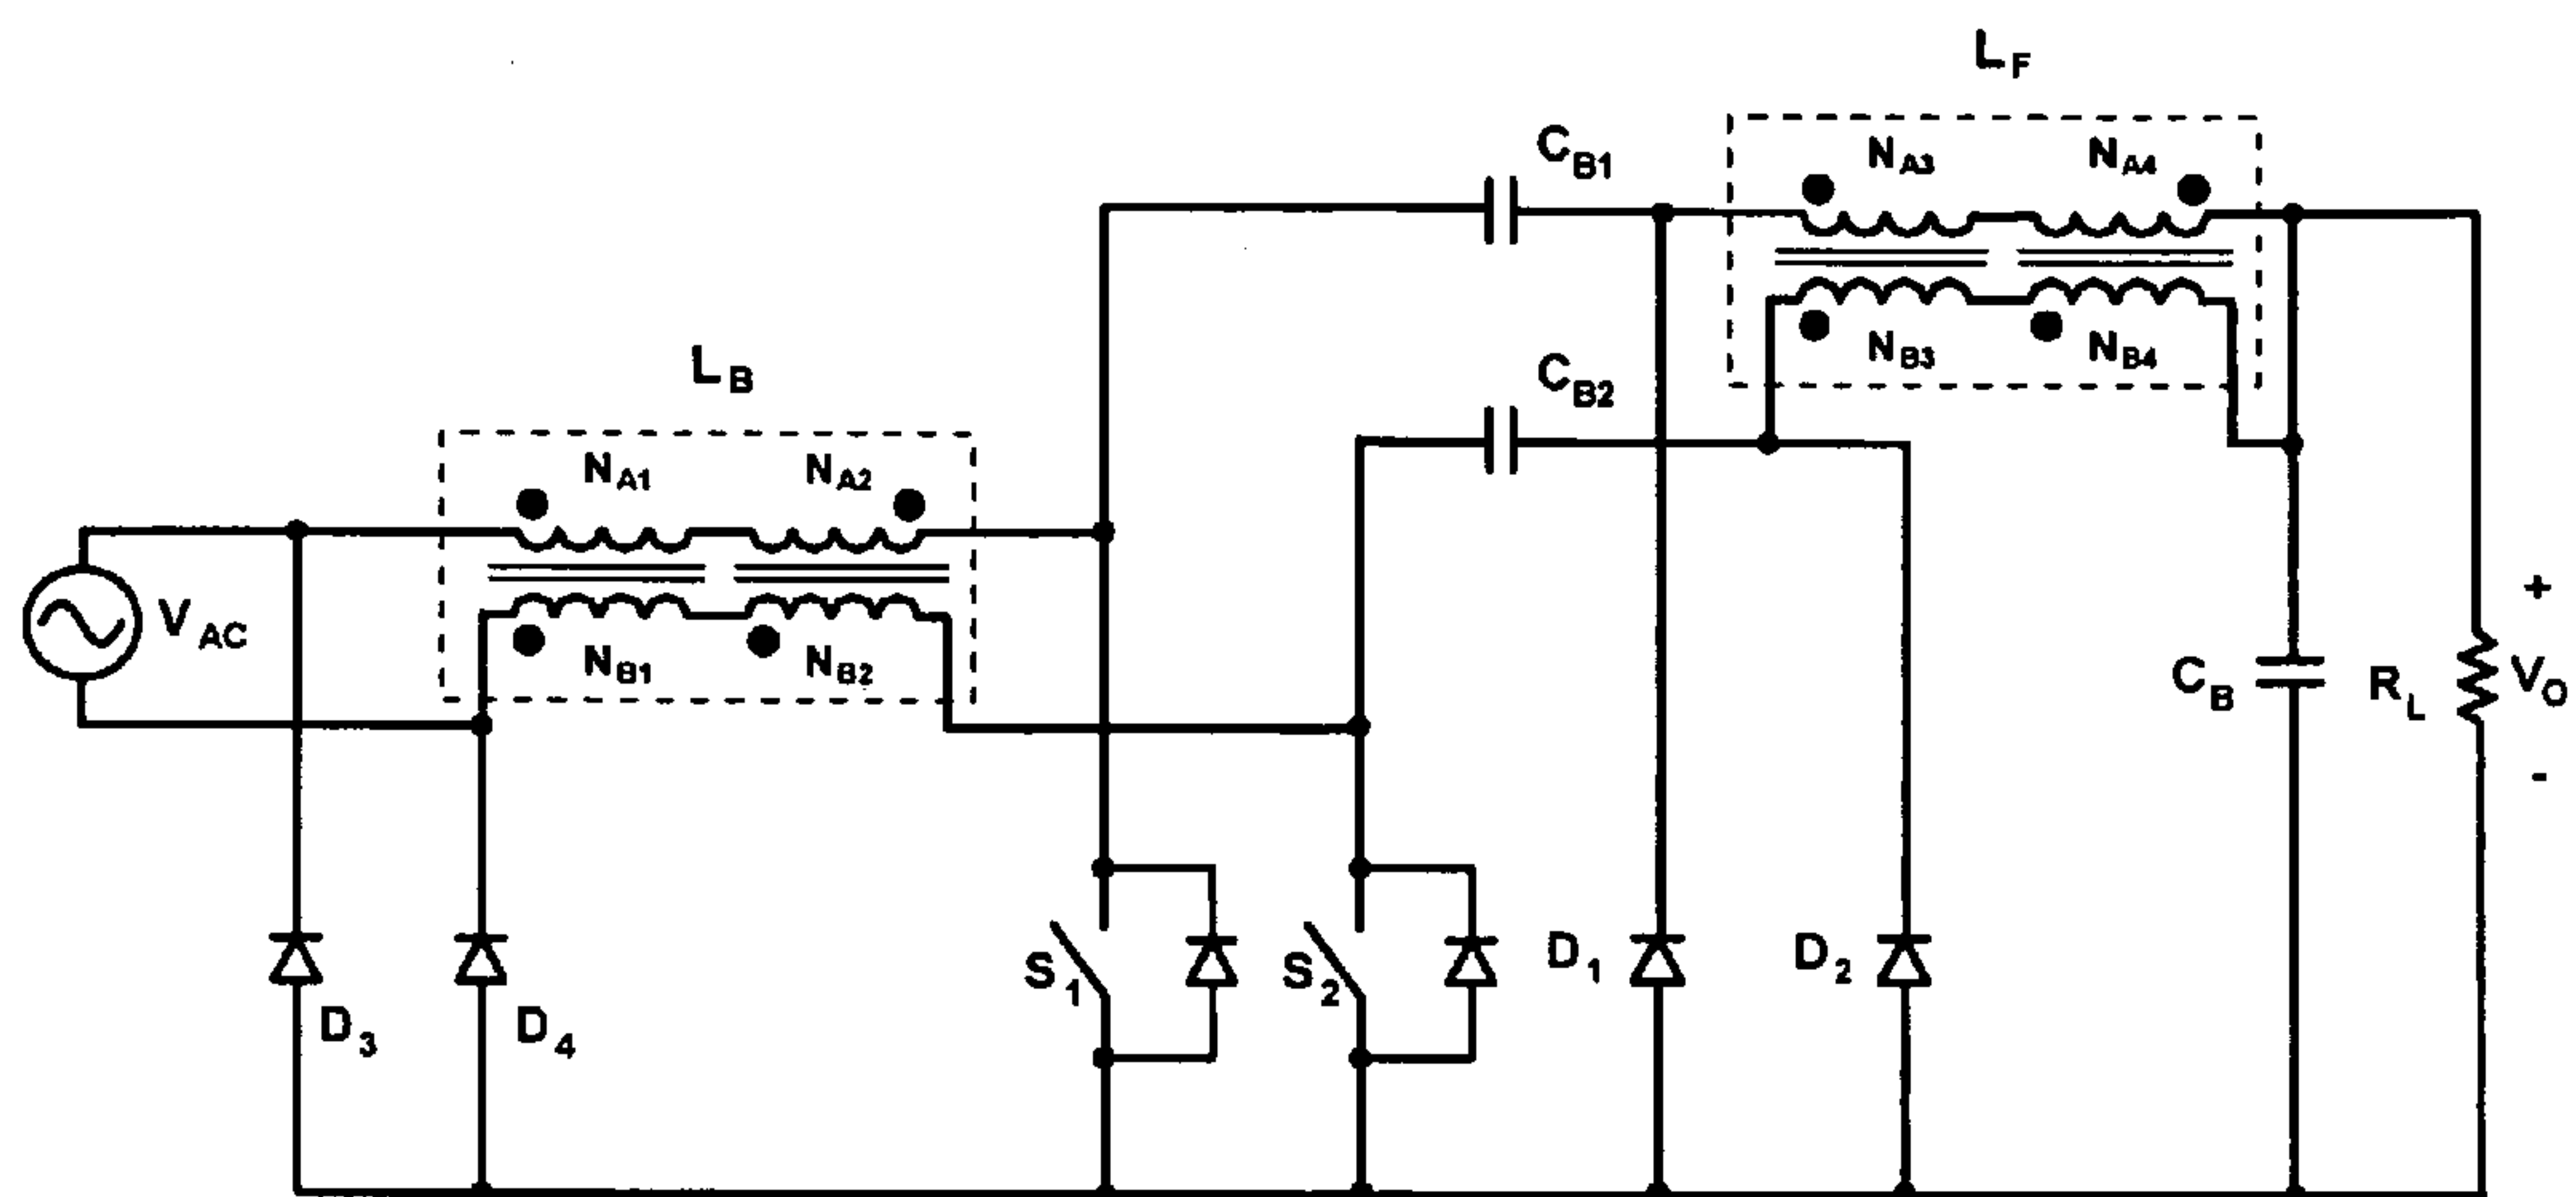 L_F
C_B1
N_A3 N_A4
N_B3 N_B4
L_B
C_B2
N_A1 N_A2
V_AC
N_B1 N_B2
+
C_B R_L V_O
-
S_1 S_2 D_1 D_2
D_3 D_4